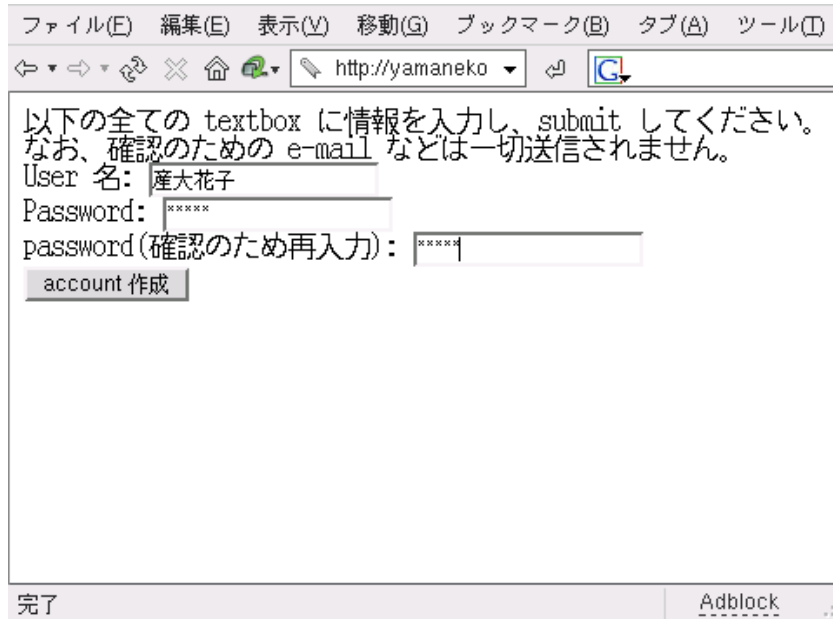 ファイル(F) 編集(E) 表示(V) 移動(G) ブックマーク(B) タブ(A) ツール(T)
http://yamaneko
G
以下の全ての textbox に情報を入力し、submit してください。
なお、確認のための e-mail などは一切送信されません。
User 名: 産大花子
Password: *****
password(確認のため再入力): *****
account 作成
完了 Adblock